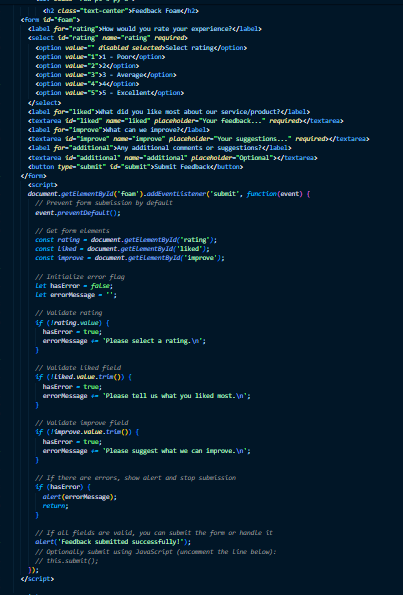 <h2 class="text-center">Feedback Foam</h2>
<form id="foam">
<label for="rating">How would you rate your experience?</label>
<select id="rating" name="rating" required>
<option value="" disabled selected>Select rating</option>
<option value="1">1 - Poor</option>
<option value="2">2</option>
<option value="3">3 - Average</option>
<option value="4">4</option>
<option value="5">5 - Excellent</option>
</select>
<label for="liked">What did you like most about our service/product?</label>
<textarea id="liked" name="liked" placeholder="Your feedback..." required></textarea>
<label for="improve">What can we improve?</label>
<textarea id="improve" name="improve" placeholder="Your suggestions..." required></textarea>
<label for="additional">Any additional comments or suggestions?</label>
<textarea id="additional" name="additional" placeholder="Optional"></textarea>
<button type="submit" id="submit">Submit Feedback</button>
</form>
<script>
document.getElementById('foam').addEventListener('submit', function(event) {
// Prevent form submission by default
event.preventDefault();
// Get form elements
const rating = document.getElementById('rating');
const liked = document.getElementById('liked');
const improve = document.getElementById('improve');
// Initialize error flag
let hasError = false;
let errorMessage = '';
// Validate rating
if (!rating.value) {
hasError = true;
errorMessage += 'Please select a rating.\n';
}
// Validate liked field
if (!liked.value.trim()) {
hasError = true;
errorMessage += 'Please tell us what you liked most.\n';
}
// Validate improve field
if (!improve.value.trim()) {
hasError = true;
errorMessage += 'Please suggest what we can improve.\n';
}
// If there are errors, show alert and stop submission
if (hasError) {
alert(errorMessage);
return;
}
// If all fields are valid, you can submit the form or handle it
alert('Feedback submitted successfully!');
// Optionally submit using JavaScript (uncomment the line below):
// this.submit();
});
</script>